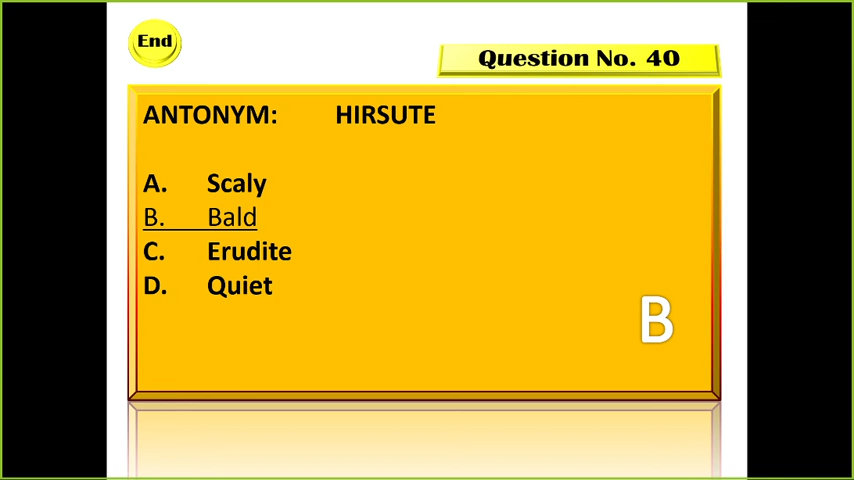 End
Question No. 40
ANTONYM: HIRSUTE
A. Scaly
B. Bald
C. Erudite
D. Quiet
B